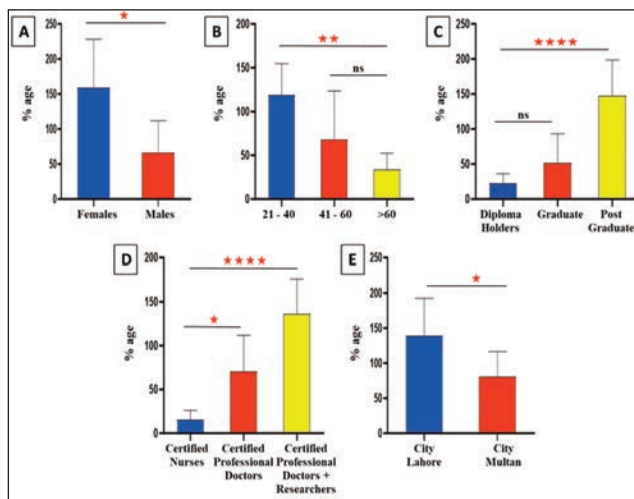 A
% age
250
200
150
100
50
0
★
Females Males
B
% age
200
150
100
50
0
★★
ns
21 - 40 41 - 60 >60
C
% age
250
200
150
100
50
0
★★★★
ns
Diploma Graduate Post
Holders Graduate
D
% age
200
150
100
50
0
★★★★
★
Certified Certified Certified
Nurses Professional Professional
Doctors Doctors +
Researchers
E
% age
250
200
150
100
50
0
★
City City
Lahore Multan